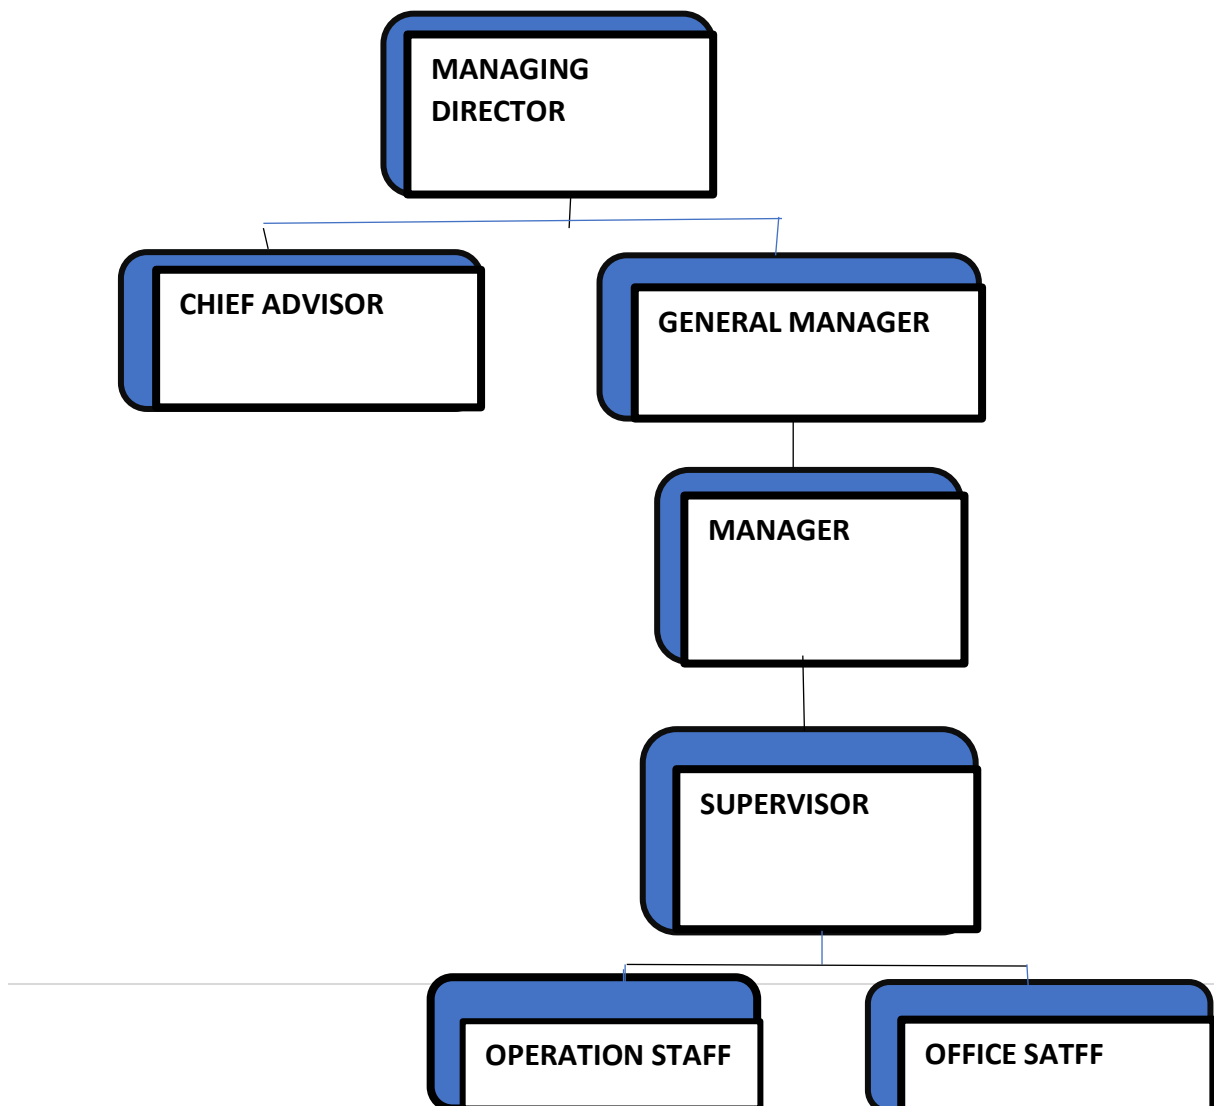 MANAGING
DIRECTOR
CHIEF ADVISOR
GENERAL MANAGER
MANAGER
SUPERVISOR
OPERATION STAFF
OFFICE SATFF